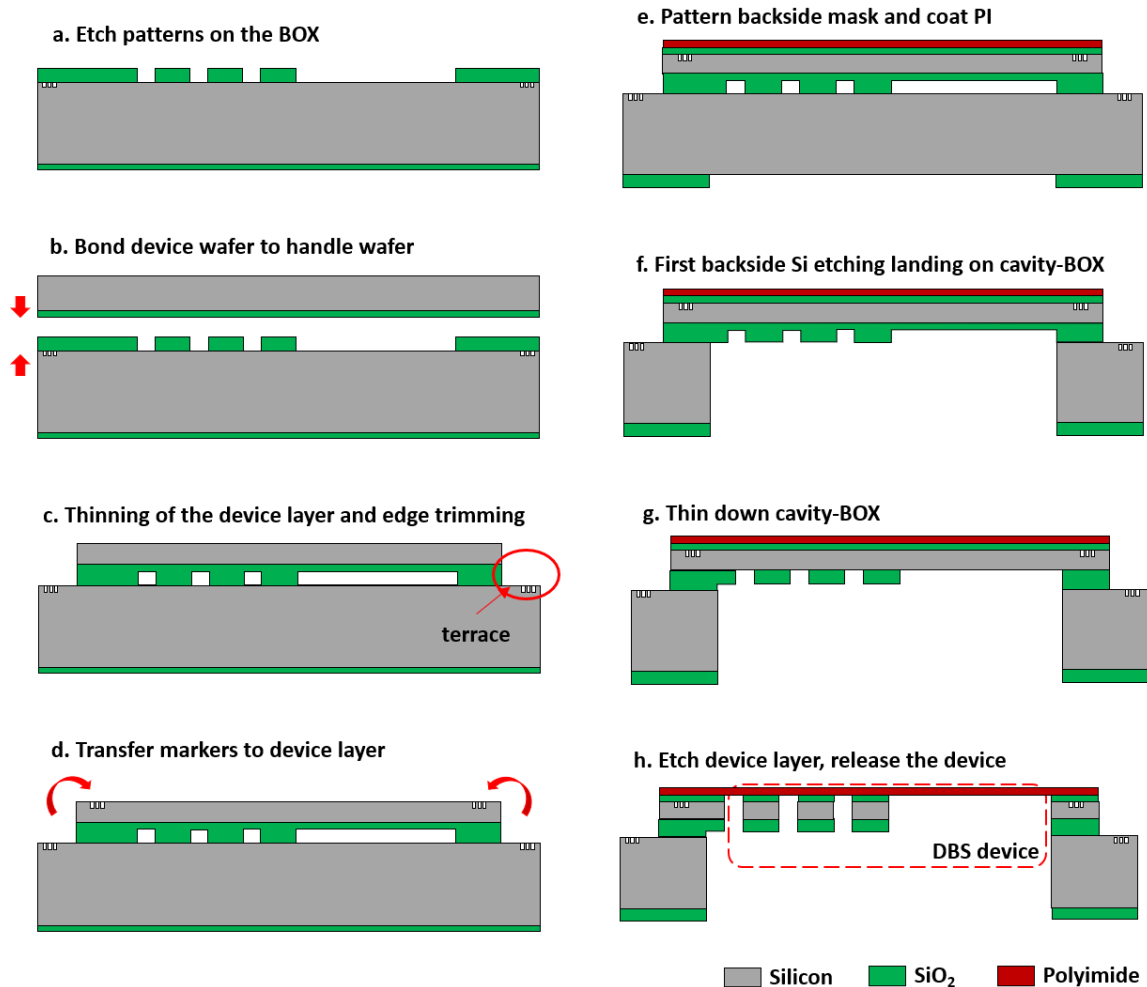 a. Etch patterns on the BOX
b. Bond device wafer to handle wafer
c. Thinning of the device layer and edge trimming
terrace
d. Transfer markers to device layer
e. Pattern backside mask and coat PI
f. First backside Si etching landing on cavity-BOX
g. Thin down cavity-BOX
h. Etch device layer, release the device
DBS device
Silicon
SiO₂
Polyimide